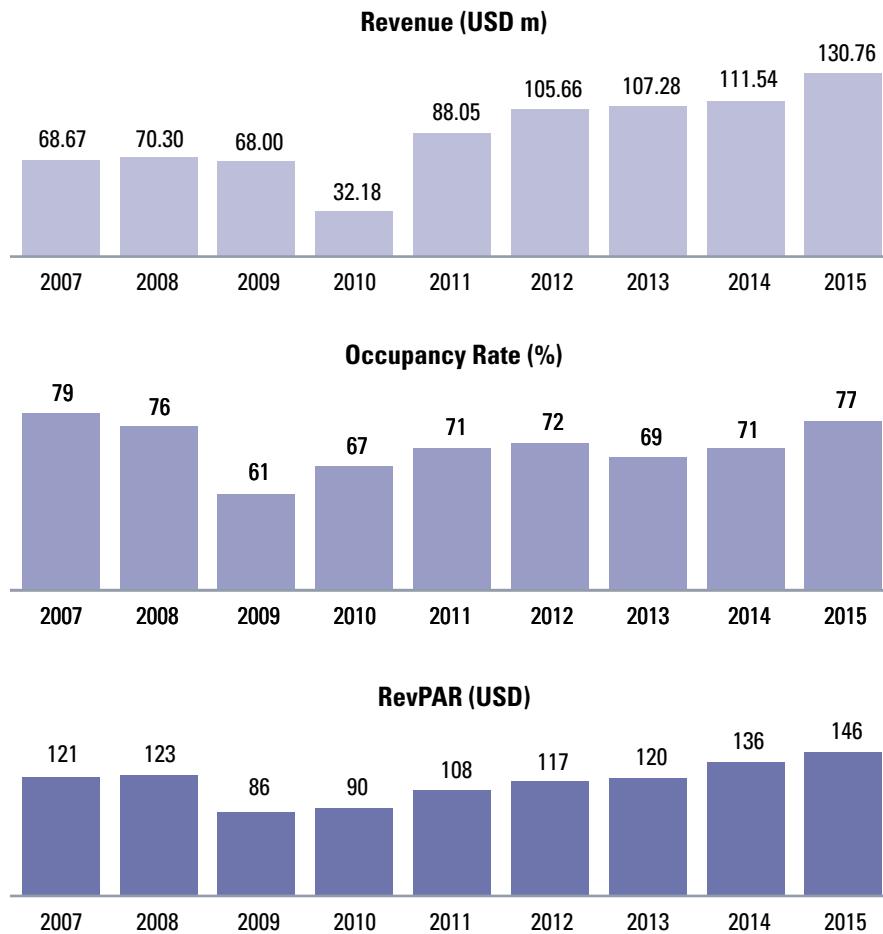 Revenue (USD m)
68.67 70.30 68.00 32.18 88.05 105.66 107.28 111.54 130.76
2007 2008 2009 2010 2011 2012 2013 2014 2015
Occupancy Rate (%)
79 76 61 67 71 72 69 71 77
2007 2008 2009 2010 2011 2012 2013 2014 2015
RevPAR (USD)
121 123 86 90 108 117 120 136 146
2007 2008 2009 2010 2011 2012 2013 2014 2015